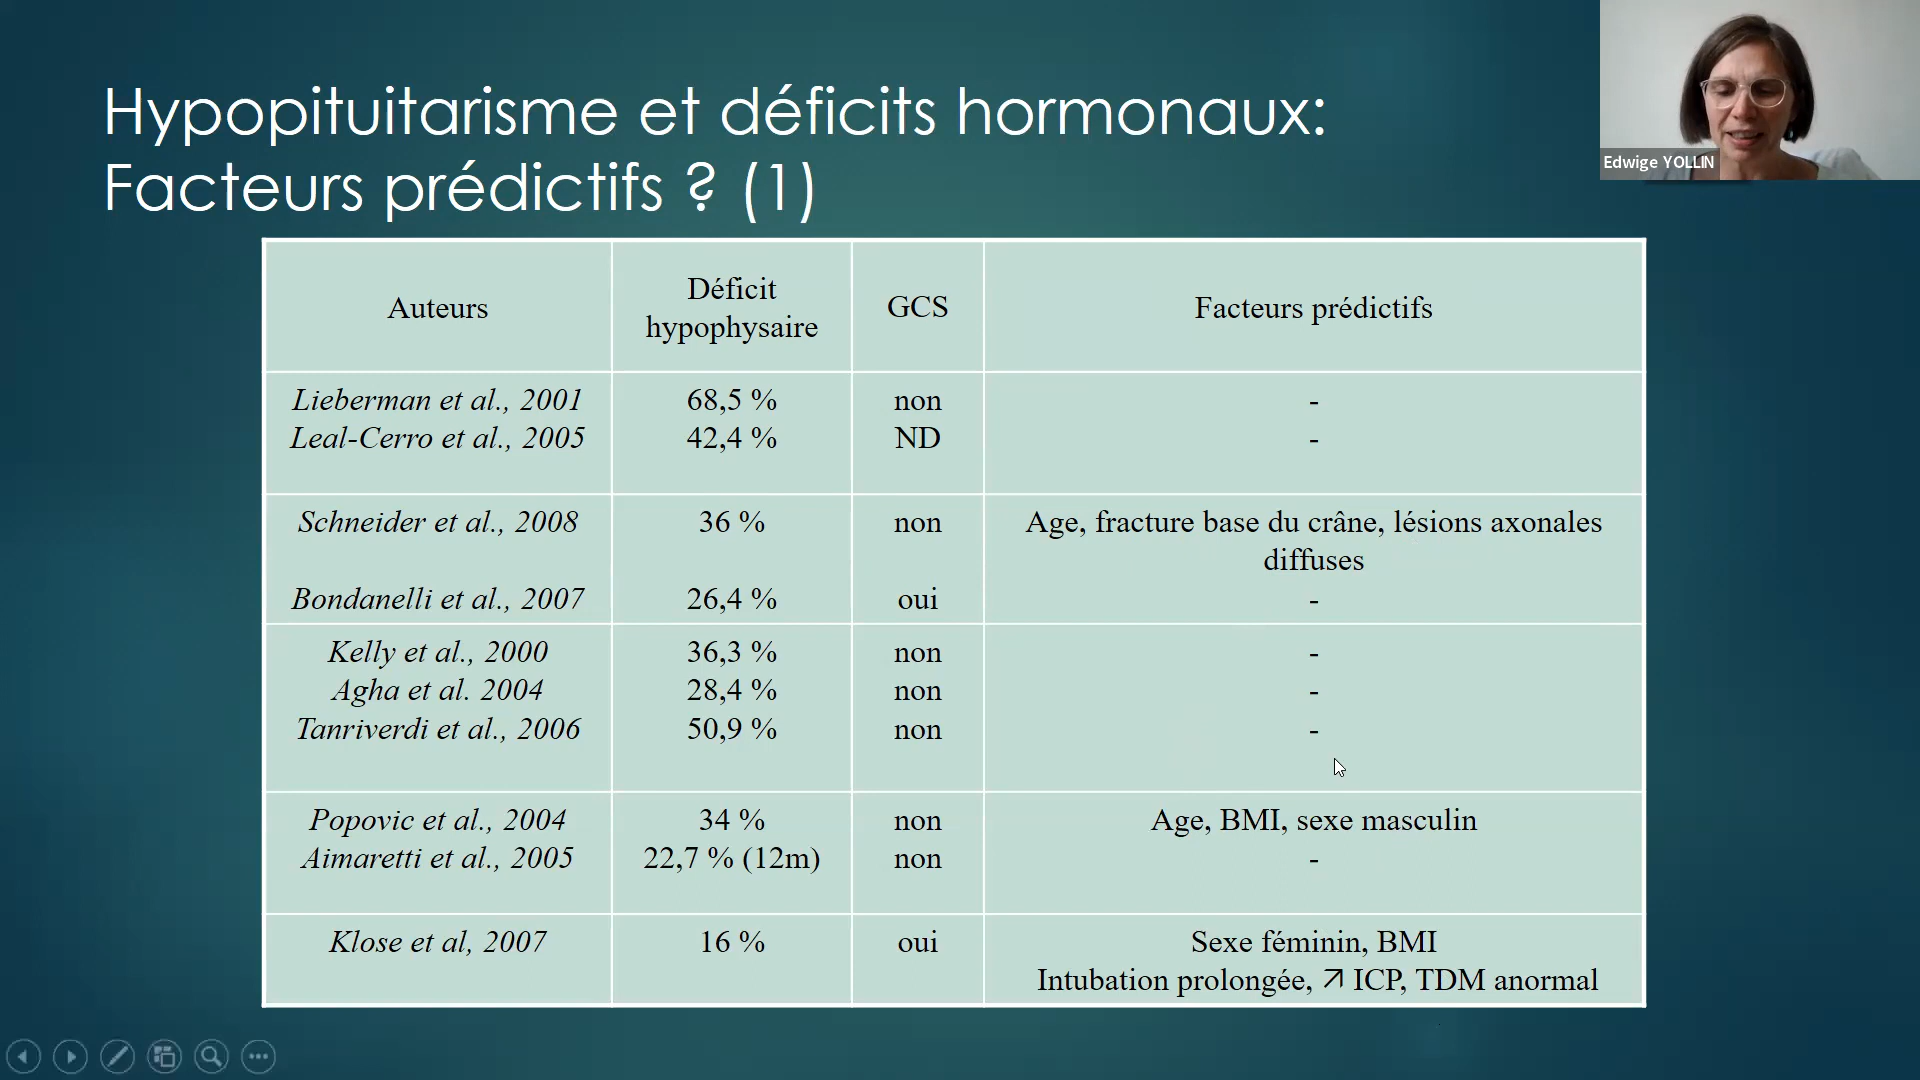 Hypopituitarisme et déficits hormonaux:
Facteurs prédictifs ? (1)
Edwige YOLLIN
Auteurs
Déficit
hypophysaire
GCS
Facteurs prédictifs
Lieberman et al., 2001
68,5 %
non
-
Leal-Cerro et al., 2005
42,4 %
ND
-
Schneider et al., 2008
36 %
non
Age, fracture base du crâne, lésions axonales
diffuses
Bondanelli et al., 2007
26,4 %
oui
-
Kelly et al., 2000
36,3 %
non
-
Agha et al. 2004
28,4 %
non
-
Tanriverdi et al., 2006
50,9 %
non
-
Popovic et al., 2004
34 %
non
Age, BMI, sexe masculin
Aimaretti et al., 2005
22,7 % (12m)
non
-
Klose et al, 2007
16 %
oui
Sexe féminin, BMI
Intubation prolongée, ↗ ICP, TDM anormal